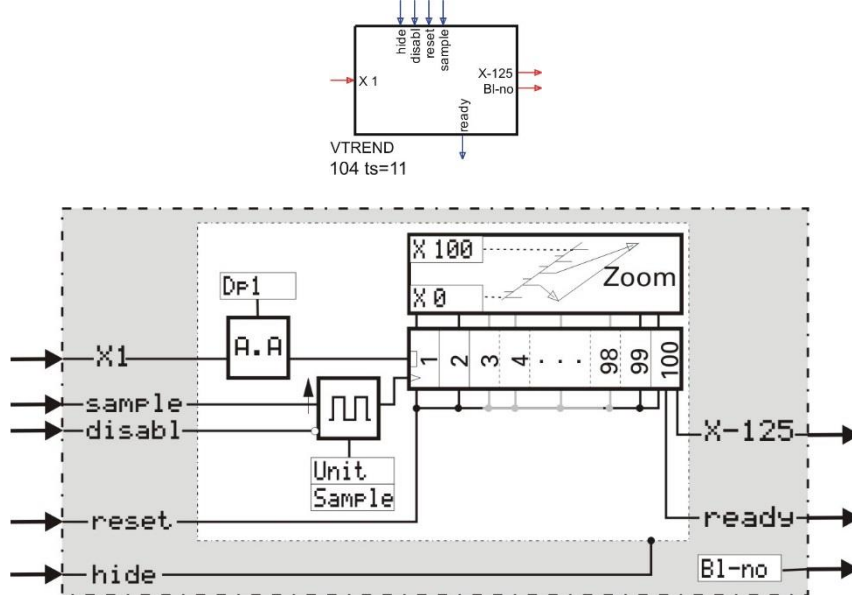 hide
disabl
reset
sample
X 1
X-125
Bl-no
ready
VTREND
104 ts=11
X 100
X 0
Zoom
Dp1
A.A
1 2 3 4 . . . 98 99 100
X1
sample
disabl
Unit
Sample
X-125
reset
ready
hide
Bl-no